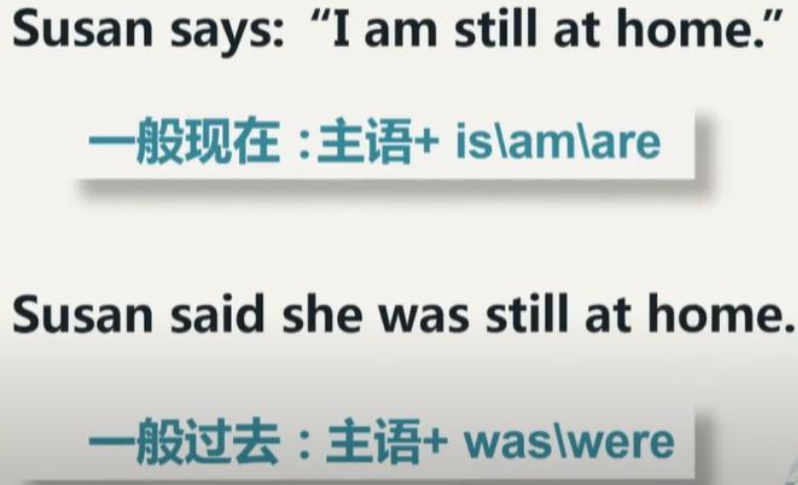 Susan says: “I am still at home.”
一般现在：主语+ is\am\are
Susan said she was still at home.
一般过去：主语+ was\were